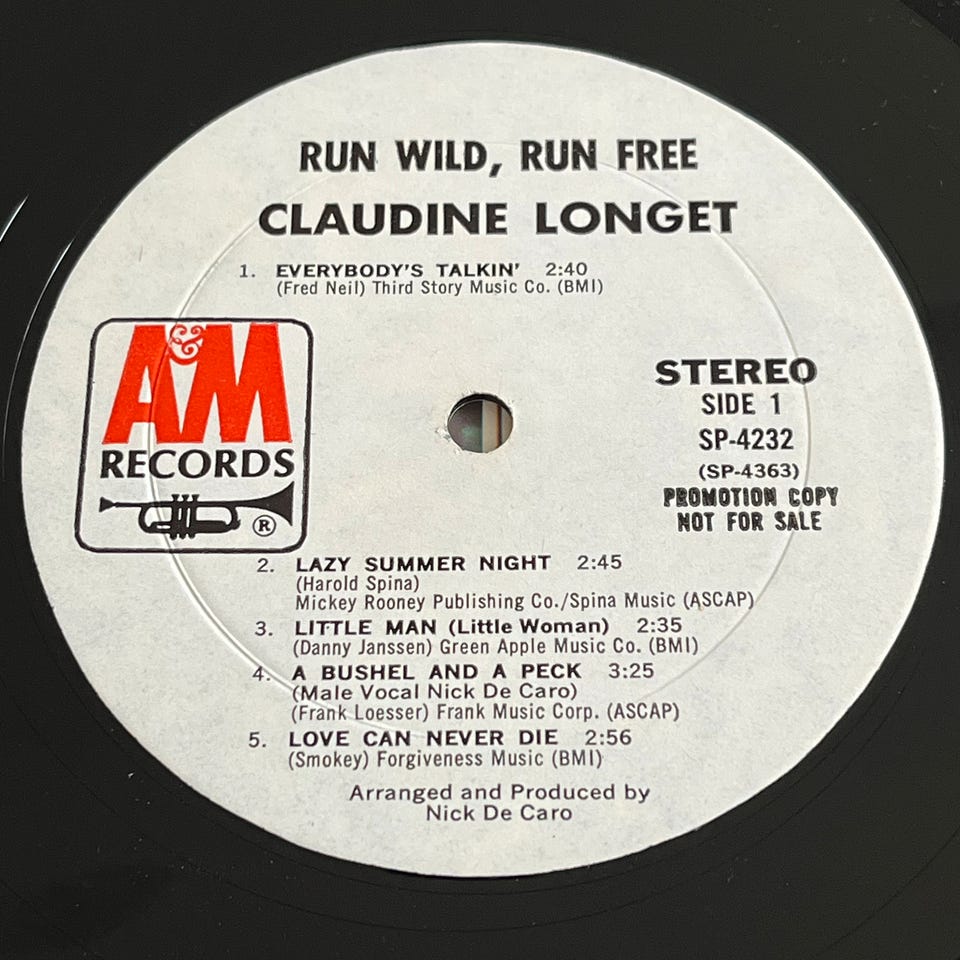 RUN WILD, RUN FREE
CLAUDINE LONGET
1. EVERYBODY'S TALKIN' 2:40
(Fred Neil) Third Story Music Co. (BMI)
A&M
RECORDS
®
STEREO
SIDE 1
SP-4232
(SP-4363)
PROMOTION COPY
NOT FOR SALE
2. LAZY SUMMER NIGHT 2:45
(Harold Spina)
Mickey Rooney Publishing Co./Spina Music (ASCAP)
3. LITTLE MAN (Little Woman) 2:35
(Danny Janssen) Green Apple Music Co. (BMI)
4. A BUSHEL AND A PECK 3:25
(Male Vocal Nick De Caro)
(Frank Loesser) Frank Music Corp. (ASCAP)
5. LOVE CAN NEVER DIE 2:56
(Smokey) Forgiveness Music (BMI)
Arranged and Produced by
Nick De Caro